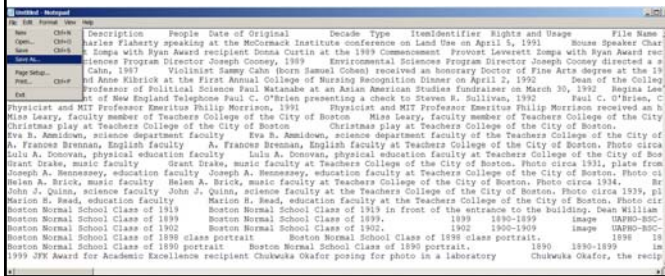 Untitled - Notepad
File Edit Format View Help
New Ctrl+N
Open... Ctrl+O
Save Ctrl+S
Save As...
Page Setup...
Print... Ctrl+P
Exit
Description People Date of Original Decade Type ItemIdentifier Rights and Usage File Name
harles Flaherty speaking at the McCormack Institute conference on Land Use on April 5, 1991 House Speaker Char
t Zompa with Ryan Award recipient Donna Curtin at the 1989 Commencement Provost Leverett Zompa with Ryan Award rec
ciences Program Director Joseph Cooney, 1989 Environmental Sciences Program Director Joseph Cooney directed a s
Cahn, 1987 Violinist Sammy Cahn (born Samuel Cohen) received an honorary Doctor of Fine Arts degree at the 1
nd Anne Kibrick at the First Annual College of Nursing Recognition Dinner on April 2, 1992 Dean of the Colleg
Professor of Political Science Paul Watanabe at an Asian American Studies fundraiser on March 30, 1992 Regina Lee
t of New England Telephone Paul C. O'Brien presenting a check to Steven R. Sullivan, 1992 Paul C. O'Brien,
Physicist and MIT Professor Emeritus Philip Morrison, 1991 Physicist and MIT Professor Emeritus Philip Morrison received an h
Miss Leary, faculty member of Teachers College of the City of Boston Miss Leary, faculty member of Teachers College of the City
Christmas play at Teachers College of the City of Boston Christmas play at Teachers College of the City of Boston.
Eva B. Ammidown, science department faculty Eva B. Ammidown, science department faculty of the Teachers College of the City of
A. Frances Brennan, English faculty A. Frances Brennan, English faculty at Teachers College of the City of Boston. Photo circa
Lulu A. Donovan, physical education faculty Lulu A. Donovan, physical education faculty at Teachers College of the City of Bos
Grant Drake, music faculty Grant Drake, music faculty at Teachers College of the City of Boston. Photo circa 1931, plate from
Joseph A. Hennessey, education faculty Joseph A. Hennessey, education faculty at Teachers College of the City of Boston. Photo ci
Helen A. Brick, music faculty Helen A. Brick, music faculty at Teachers College of the City of Boston. Photo circa 1934.
John J. Quinn, science faculty John J. Quinn, science faculty at Teachers College of the City of Boston. Photo circa 1939, p
Marion H. Read, education faculty Marion H. Read, education faculty at the Teachers College of the City of Boston. Photo cir
Boston Normal School Class of 1919 Boston Normal School Class of 1919 in front of the entrance to the building. Dean William
Boston Normal School Class of 1899 Boston Normal School Class of 1899. 1899 1890-1899 image UAPHO-BSC-
Boston Normal School Class of 1902 Boston Normal School Class of 1902. 1902 1900-1909 image UAPHO-BSC-
Boston Normal School Class of 1898 class portrait Boston Normal School Class of 1898 class portrait. 1898 18
Boston Normal School Class of 1890 portrait Boston Normal School Class of 1890 portrait. 1890 1890-1899
1999 JFK Award for Academic Excellence recipient Chukwuka Okafor posing for photo in a laboratory Chukwuka Okafor, the recip